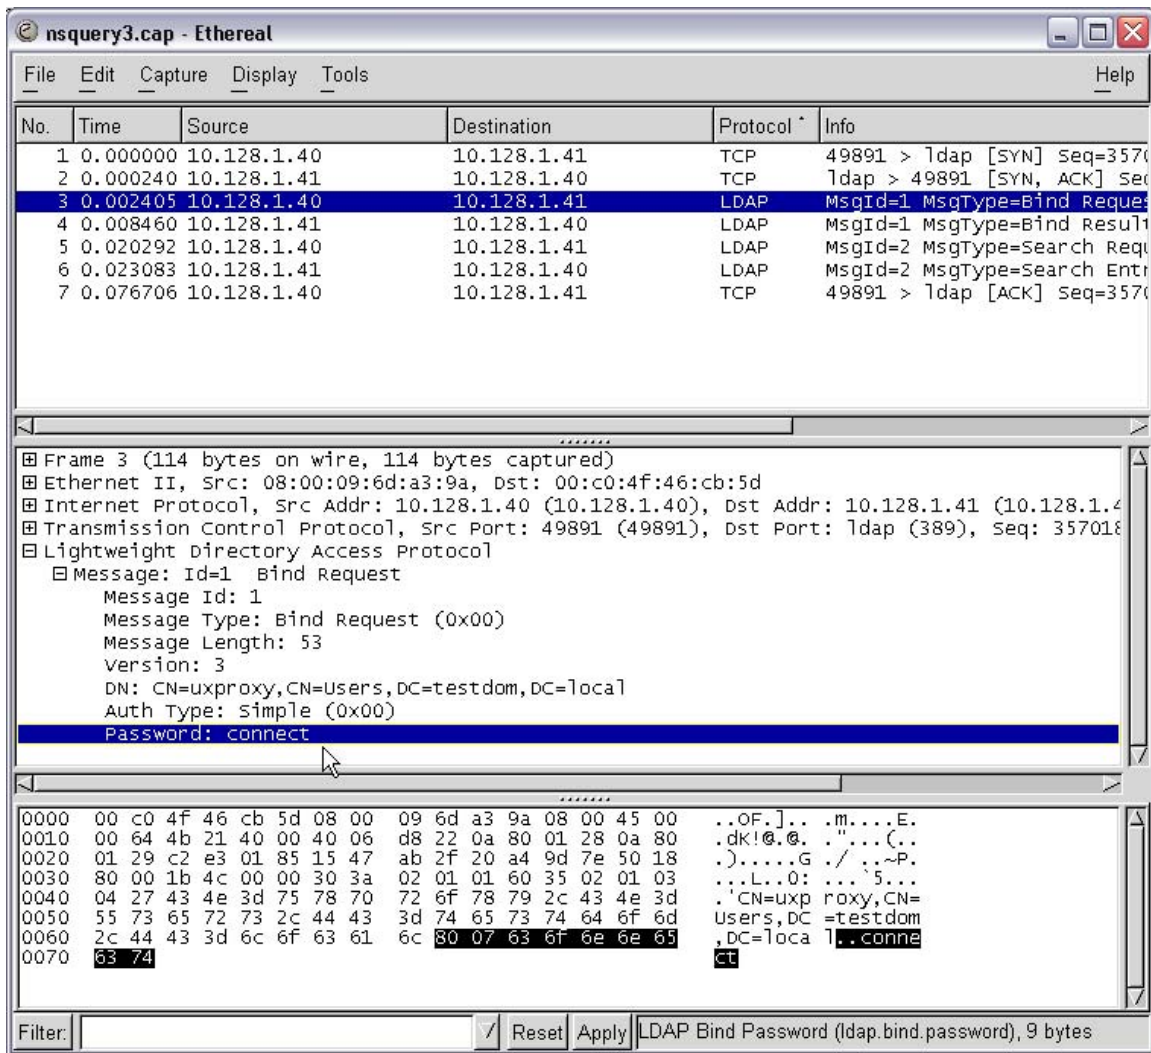 nsquery3.cap - Ethereal
File Edit Capture Display Tools Help
No. Time Source Destination Protocol Info
1 0.000000 10.128.1.40 10.128.1.41 TCP 49891 > ldap [SYN] Seq=3570
2 0.000240 10.128.1.41 10.128.1.40 TCP ldap > 49891 [SYN, ACK] Sec
3 0.002405 10.128.1.40 10.128.1.41 LDAP MsgId=1 MsgType=Bind Reques
4 0.008460 10.128.1.41 10.128.1.40 LDAP MsgId=1 MsgType=Bind Result
5 0.020292 10.128.1.40 10.128.1.41 LDAP MsgId=2 MsgType=Search Requ
6 0.023083 10.128.1.41 10.128.1.40 LDAP MsgId=2 MsgType=Search Entr
7 0.076706 10.128.1.40 10.128.1.41 TCP 49891 > ldap [ACK] Seq=3570
Frame 3 (114 bytes on wire, 114 bytes captured)
Ethernet II, Src: 08:00:09:6d:a3:9a, Dst: 00:c0:4f:46:cb:5d
Internet Protocol, Src Addr: 10.128.1.40 (10.128.1.40), Dst Addr: 10.128.1.41 (10.128.1.4
Transmission Control Protocol, Src Port: 49891 (49891), Dst Port: ldap (389), Seq: 357018
Lightweight Directory Access Protocol
Message: Id=1 Bind Request
Message Id: 1
Message Type: Bind Request (0x00)
Message Length: 53
Version: 3
DN: CN=uxproxy,CN=Users,DC=testdom,DC=local
Auth Type: Simple (0x00)
Password: connect
0000 00 c0 4f 46 cb 5d 08 00 09 6d a3 9a 08 00 45 00 ..OF.].. .m....E.
0010 00 64 4b 21 40 00 40 06 d8 22 0a 80 01 28 0a 80 .dK!@.@. ."...(..
0020 01 29 c2 e3 01 85 15 47 ab 2f 20 a4 9d 7e 50 18 .).....G ./ ..~P.
0030 80 00 1b 4c 00 00 30 3a 02 01 01 60 35 02 01 03 ...L..0: ...`5...
0040 04 27 43 4e 3d 75 78 70 72 6f 78 79 2c 43 4e 3d .'CN=uxp roxy,CN=
0050 55 73 65 72 73 2c 44 43 3d 74 65 73 74 64 6f 6d Users,DC =testdom
0060 2c 44 43 3d 6c 6f 63 61 6c 80 07 63 6f 6e 6e 65 ,DC=loca l..conne
0070 63 74 ct
Filter: Reset Apply LDAP Bind Password (ldap.bind.password), 9 bytes